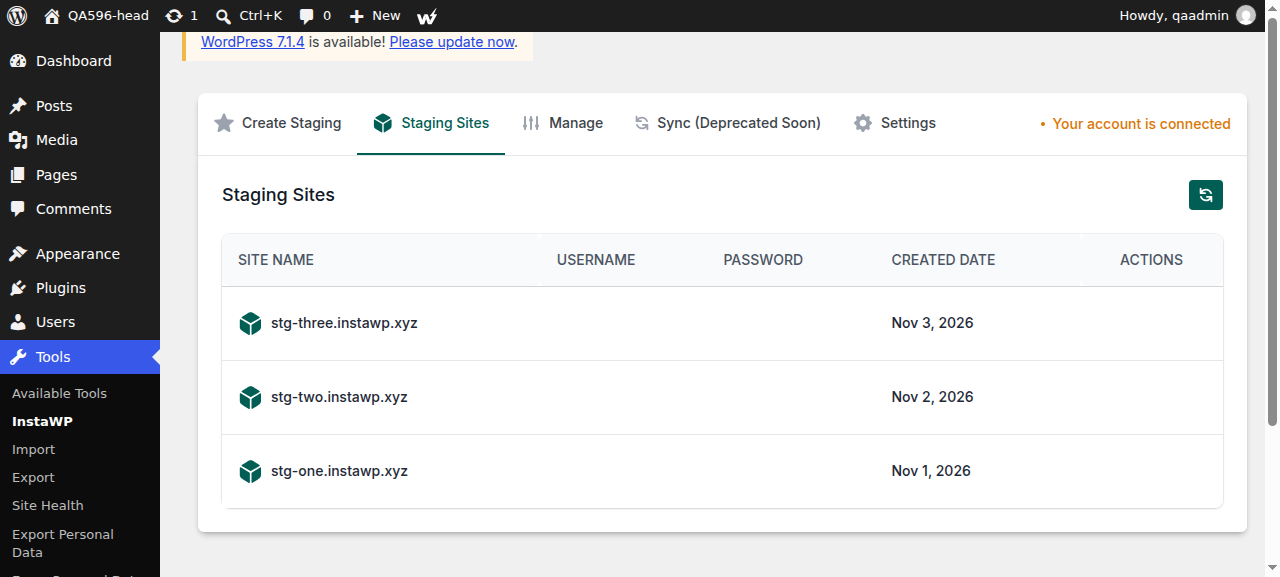 QA596-head 1 Ctrl+K 0 New Howdy, qaadmin
WordPress 7.1.4 is available! Please update now.
Dashboard
Posts
Media
Pages
Comments
Appearance
Plugins
Users
Tools
Available Tools
InstaWP
Import
Export
Site Health
Export Personal
Data
Create Staging Staging Sites Manage Sync (Deprecated Soon) Settings • Your account is connected
Staging Sites
SITE NAME USERNAME PASSWORD CREATED DATE ACTIONS
stg-three.instawp.xyz Nov 3, 2026
stg-two.instawp.xyz Nov 2, 2026
stg-one.instawp.xyz Nov 1, 2026